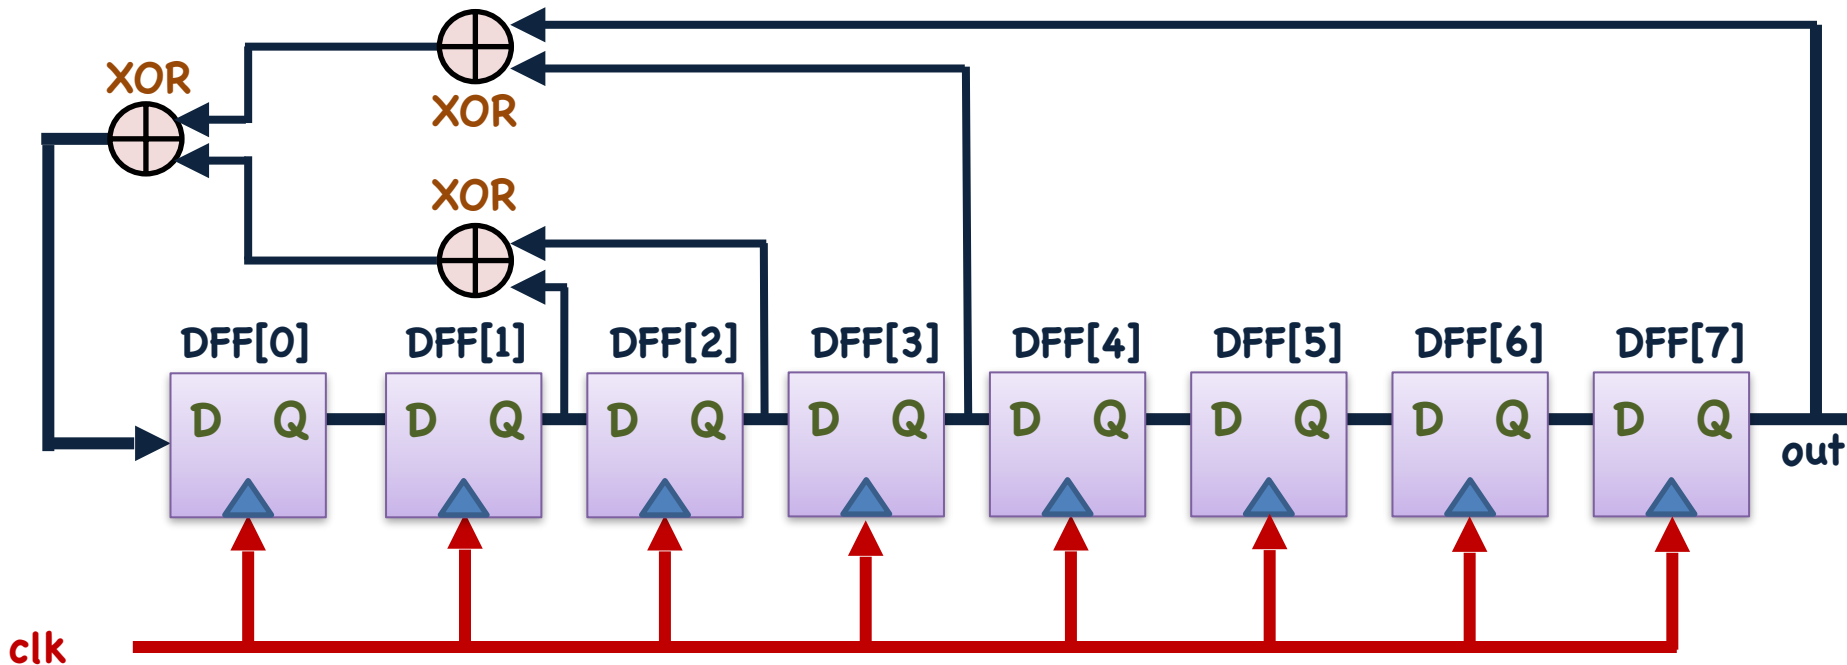 XOR
XOR
XOR
DFF[0] DFF[1] DFF[2] DFF[3] DFF[4] DFF[5] DFF[6] DFF[7]
D Q D Q D Q D Q D Q D Q D Q D Q
out
clk